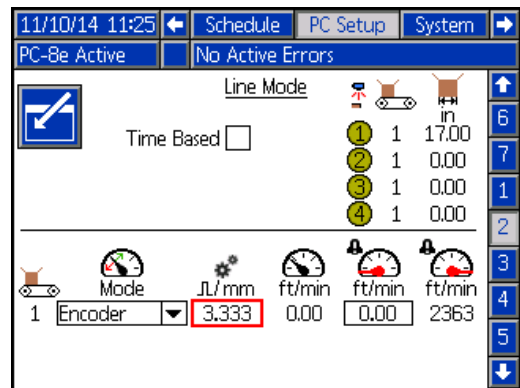 11/10/14 11:25 Schedule PC Setup System
PC-8e Active No Active Errors
Line Mode
in
Time Based
1 1 17.00
2 1 0.00
3 1 0.00
4 1 0.00
6
7
1
2
3
4
5
Mode /mm ft/min ft/min ft/min
1 Encoder 3.333 0.00 0.00 2363